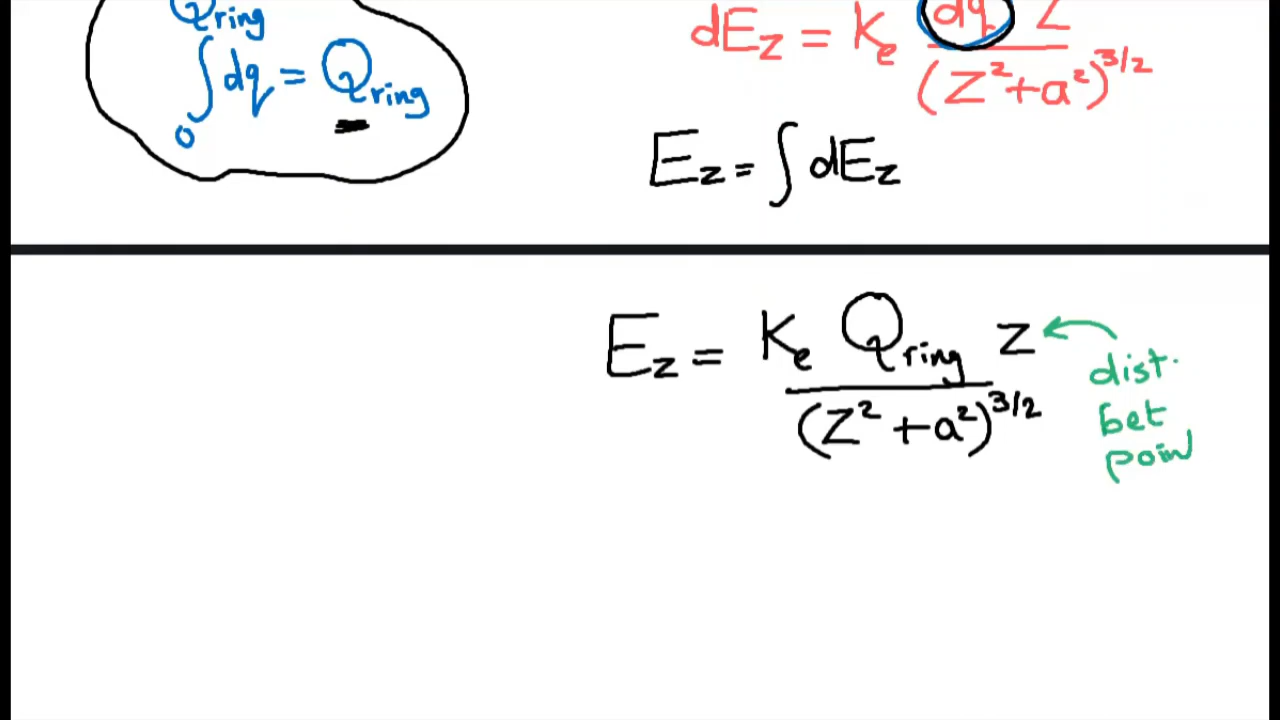 Qring
∫₀ dq = Qring
dEz = Ke dq Z
(Z² + a²)^3/2
Ez = ∫ dEz
Ez = Ke Qring z
(Z² + a²)^3/2
dist.
bet
poin